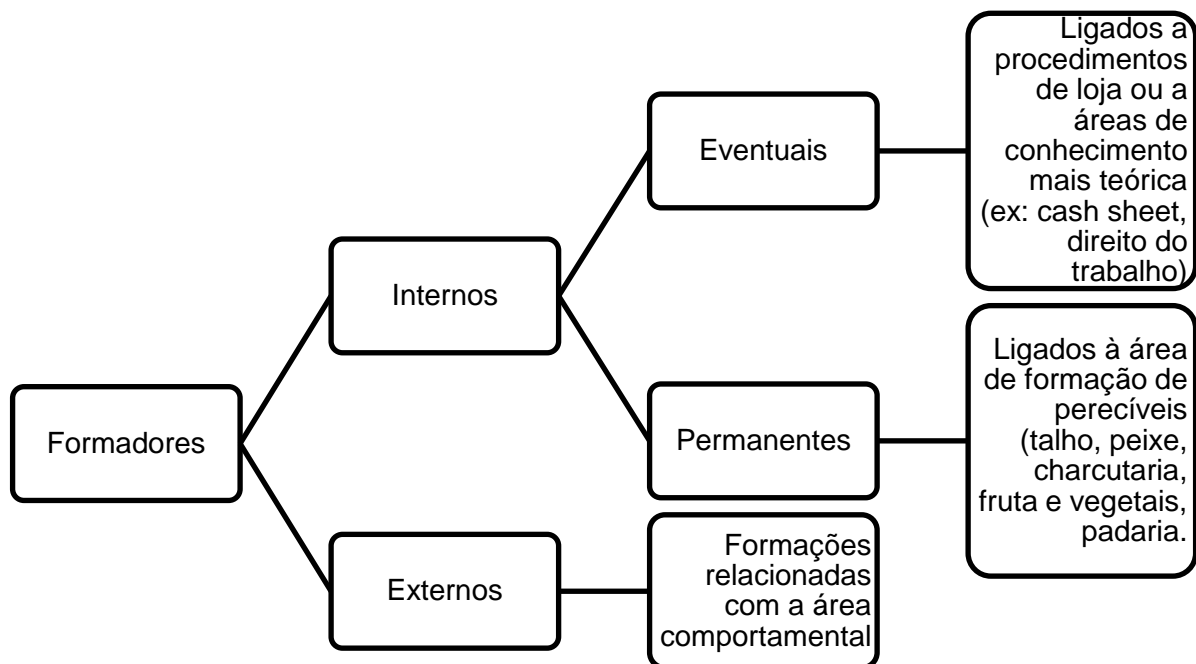 Formadores
Internos
Eventuais
Ligados a
procedimentos
de loja ou a
áreas de
conhecimento
mais teórica
(ex: cash sheet,
direito do
trabalho)
Permanentes
Ligados à área
de formação de
perecíveis
(talho, peixe,
charcutaria,
fruta e vegetais,
padaria.
Externos
Formações
relacionadas
com a área
comportamental